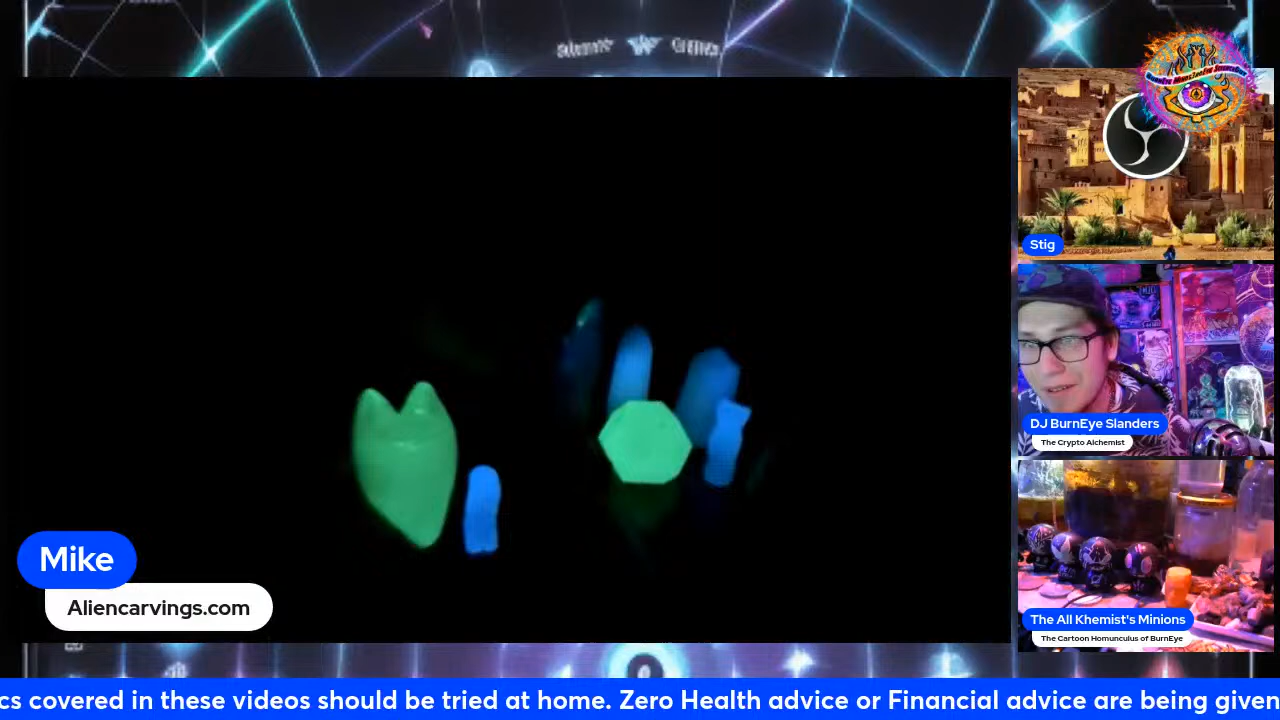 Mike
Aliencarvings.com
Stig
DJ BurnEye Slanders
The Crypto Alchemist
The All Khemist's Minions
The Cartoon Homunculus of BurnEye
cs covered in these videos should be tried at home. Zero Health advice or Financial advice are being given